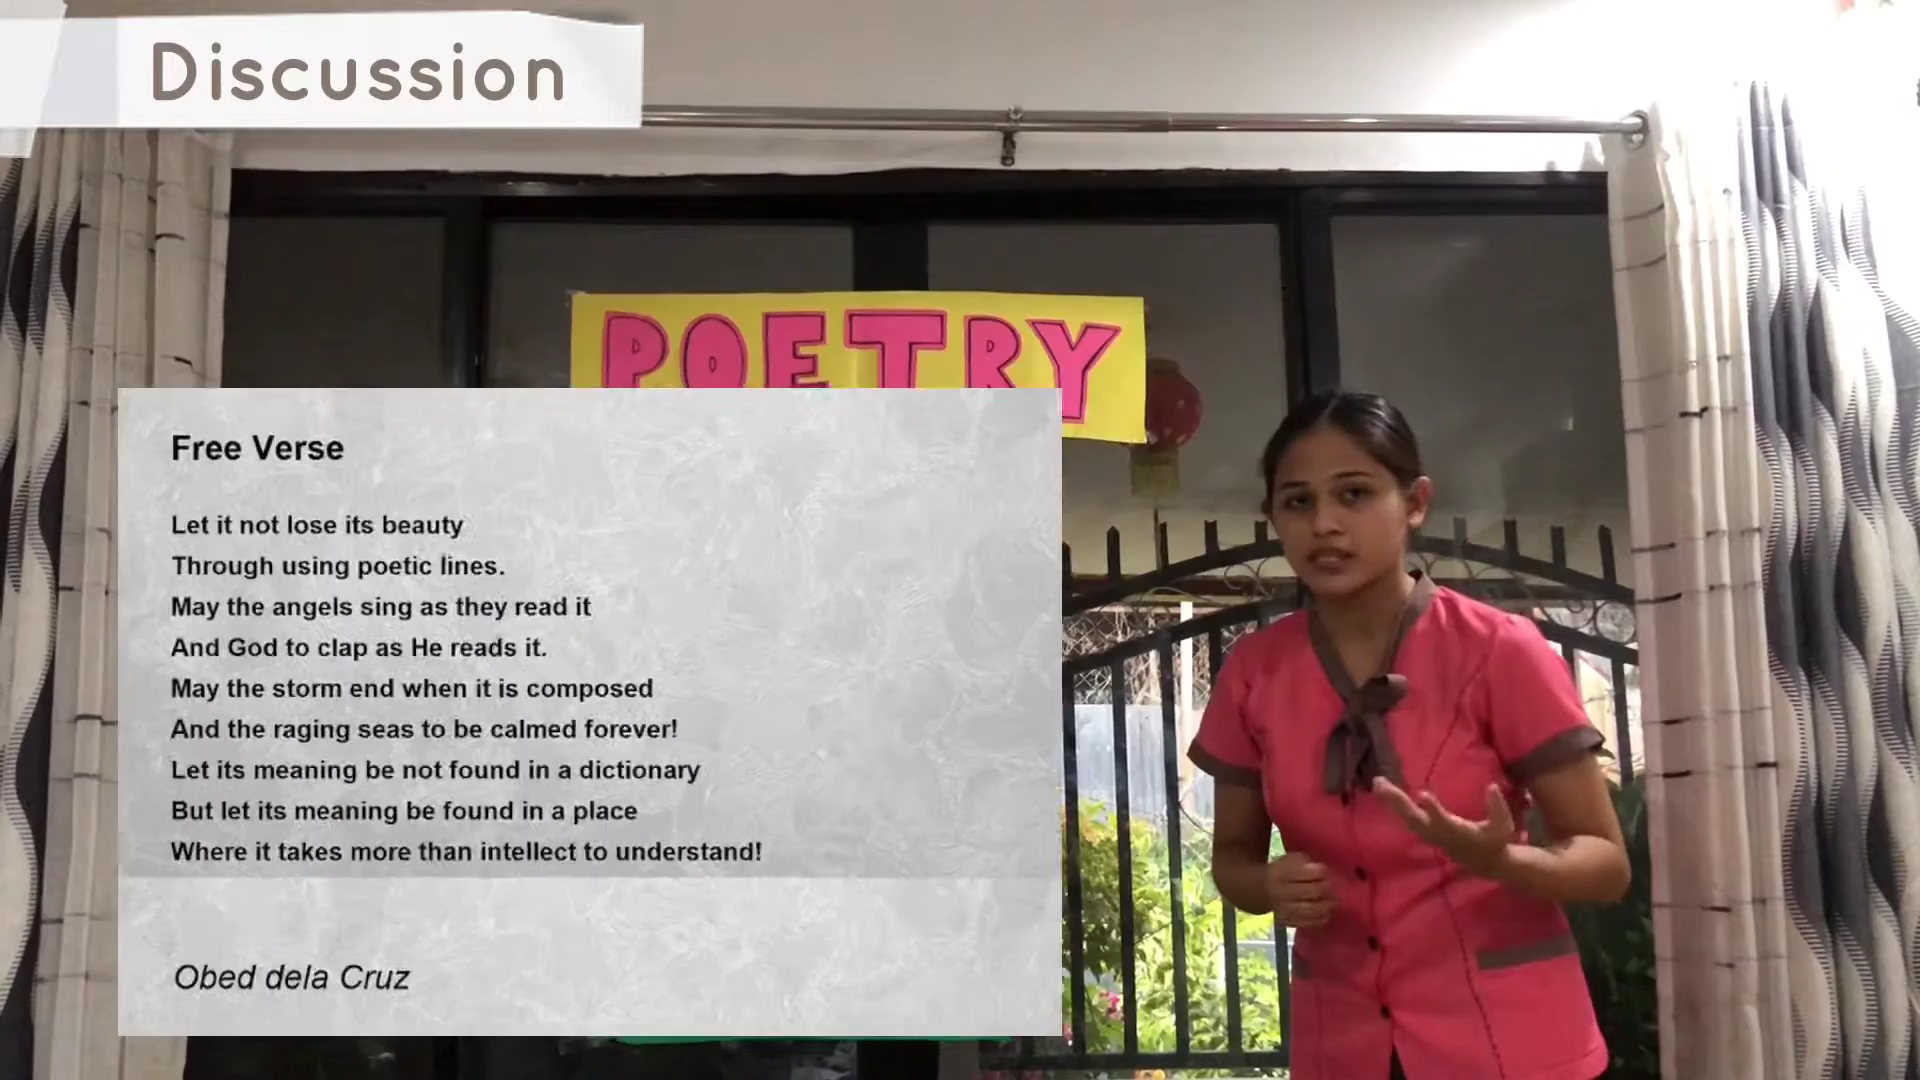 Discussion
POETRY
Free Verse
Let it not lose its beauty
Through using poetic lines.
May the angels sing as they read it
And God to clap as He reads it.
May the storm end when it is composed
And the raging seas to be calmed forever!
Let its meaning be not found in a dictionary
But let its meaning be found in a place
Where it takes more than intellect to understand!
Obed dela Cruz